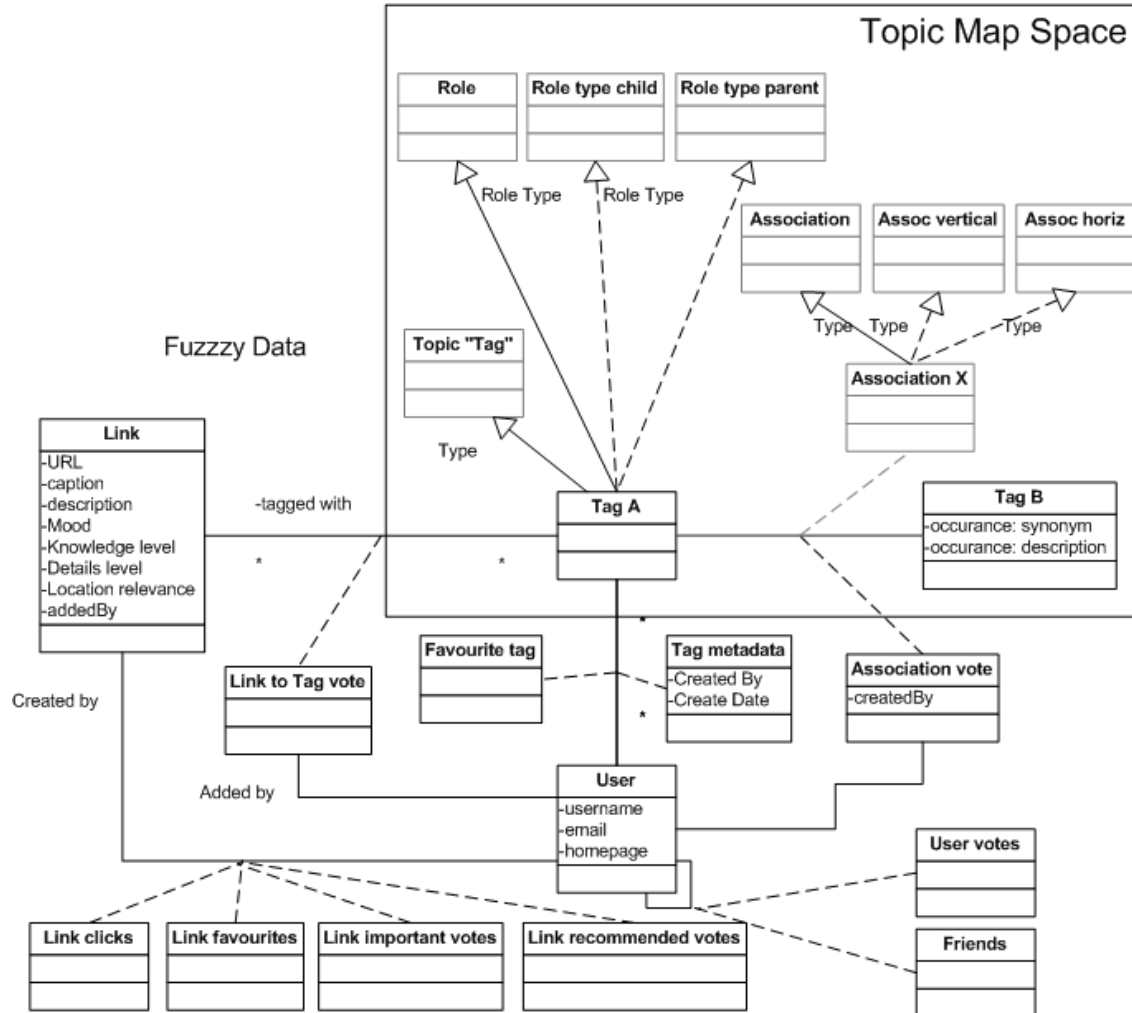 Topic Map Space
Role
Role type child
Role type parent
Role Type
Role Type
Association
Assoc vertical
Assoc horiz
Type
Type
Type
Fuzzzy Data
Topic "Tag"
Association X
Type
Link
-URL
-caption
-description
-Mood
-Knowledge level
-Details level
-Location relevance
-addedBy
-tagged with
*
*
Tag A
Tag B
-occurance: synonym
-occurance: description
*
Favourite tag
Tag metadata
-Created By
-Create Date
Association vote
-createdBy
Link to Tag vote
Created by
*
Added by
User
-username
-email
-homepage
User votes
Link clicks
Link favourites
Link important votes
Link recommended votes
Friends